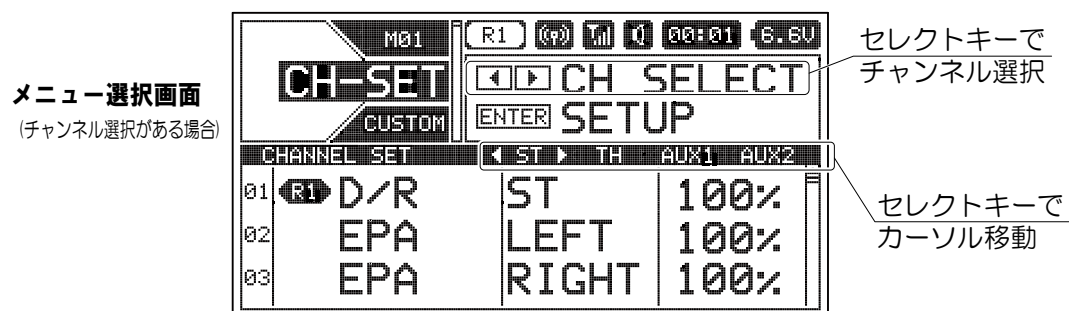 メニュー選択画面
(チャンネル選択がある場合)
M01
CH-SET
CUSTOM
R1 00:01 6.6V
CH SELECT
ENTER SETUP
CHANNEL SET ST TH AUX1 AUX2
01 R1 D/R ST 100%
02 EPA LEFT 100%
03 EPA RIGHT 100%
セレクトキーで
チャンネル選択
セレクトキーで
カーソル移動